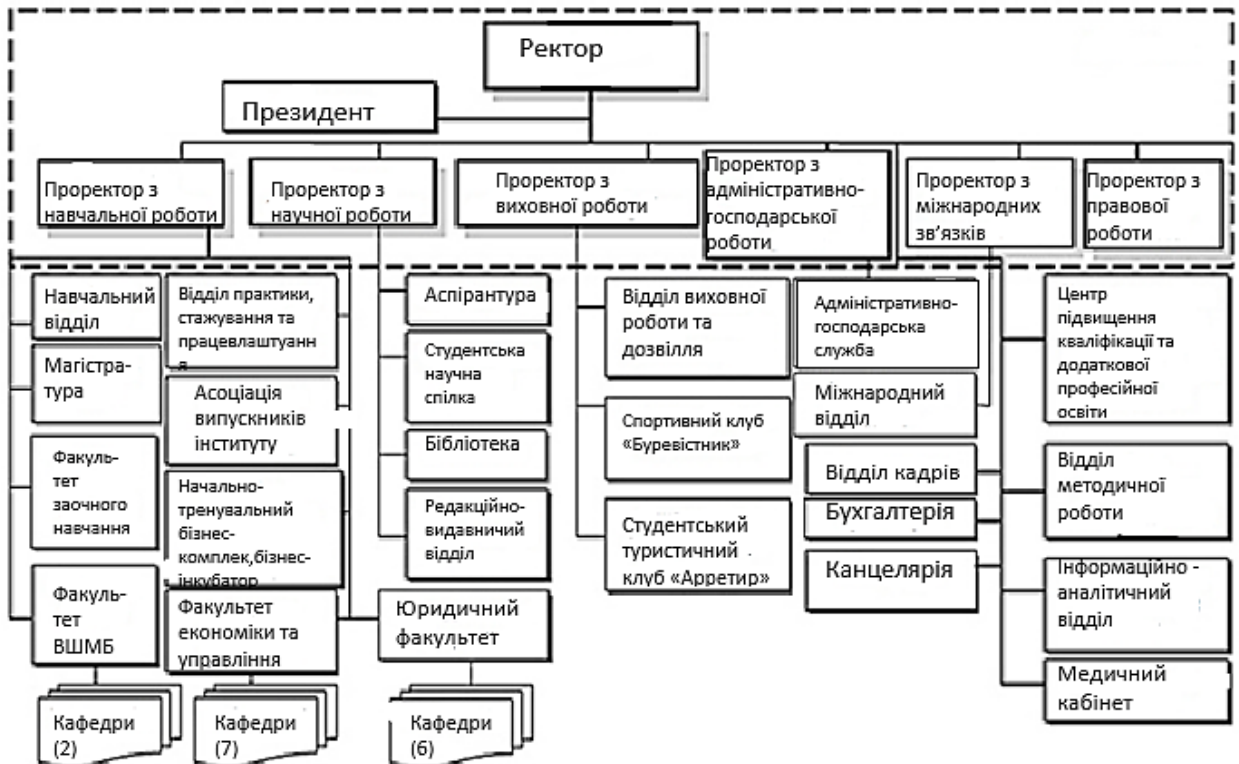 Ректор
Президент
Проректор з
навчальної роботи
Проректор з
научної роботи
Проректор з
виховної роботи
Проректор з
адміністративно-
господарської
роботи
Проректор з
міжнародних
зв’язків
Проректор з
правової
роботи
Навчальний
відділ
Магістра-
тура
Факуль-
тет
заочного
навчання
Факуль-
тет
ВШМБ
Відділ практики,
стажування та
працевлаштуванн
я
Асоціація
випускників
інституту
Начально-
тренувальний
бізнес-
комплек,бізнес-
інкубатор
Факультет
економіки та
управління
Аспірантура
Студентська
научна
спілка
Бібліотека
Редакційно-
видавничий
відділ
Юридичний
факультет
Відділ виховної
роботи та
дозвілля
Спортивний клуб
«Буревістник»
Студентський
туристичний
клуб «Арретир»
Адміністративно-
господарська
служба
Міжнародний
відділ
Відділ кадрів
Бухгалтерія
Канцелярія
Центр
підвищення
кваліфікації та
додаткової
професійної
освіти
Відділ
методичної
роботи
Інформаційно -
аналітичний
відділ
Медичний
кабінет
Кафедри
(2)
Кафедри
(7)
Кафедри
(6)